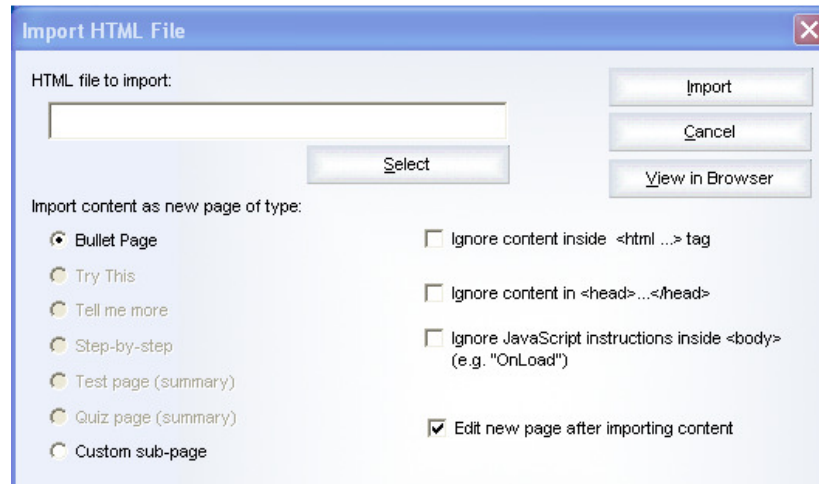 Import HTML File
HTML file to import:
Import
Cancel
Select
View in Browser
Import content as new page of type:
Bullet Page
Ignore content inside <html ...> tag
Try This
Ignore content in <head>...</head>
Tell me more
Step-by-step
Ignore JavaScript instructions inside <body>
(e.g. "OnLoad")
Test page (summary)
Quiz page (summary)
Edit new page after importing content
Custom sub-page